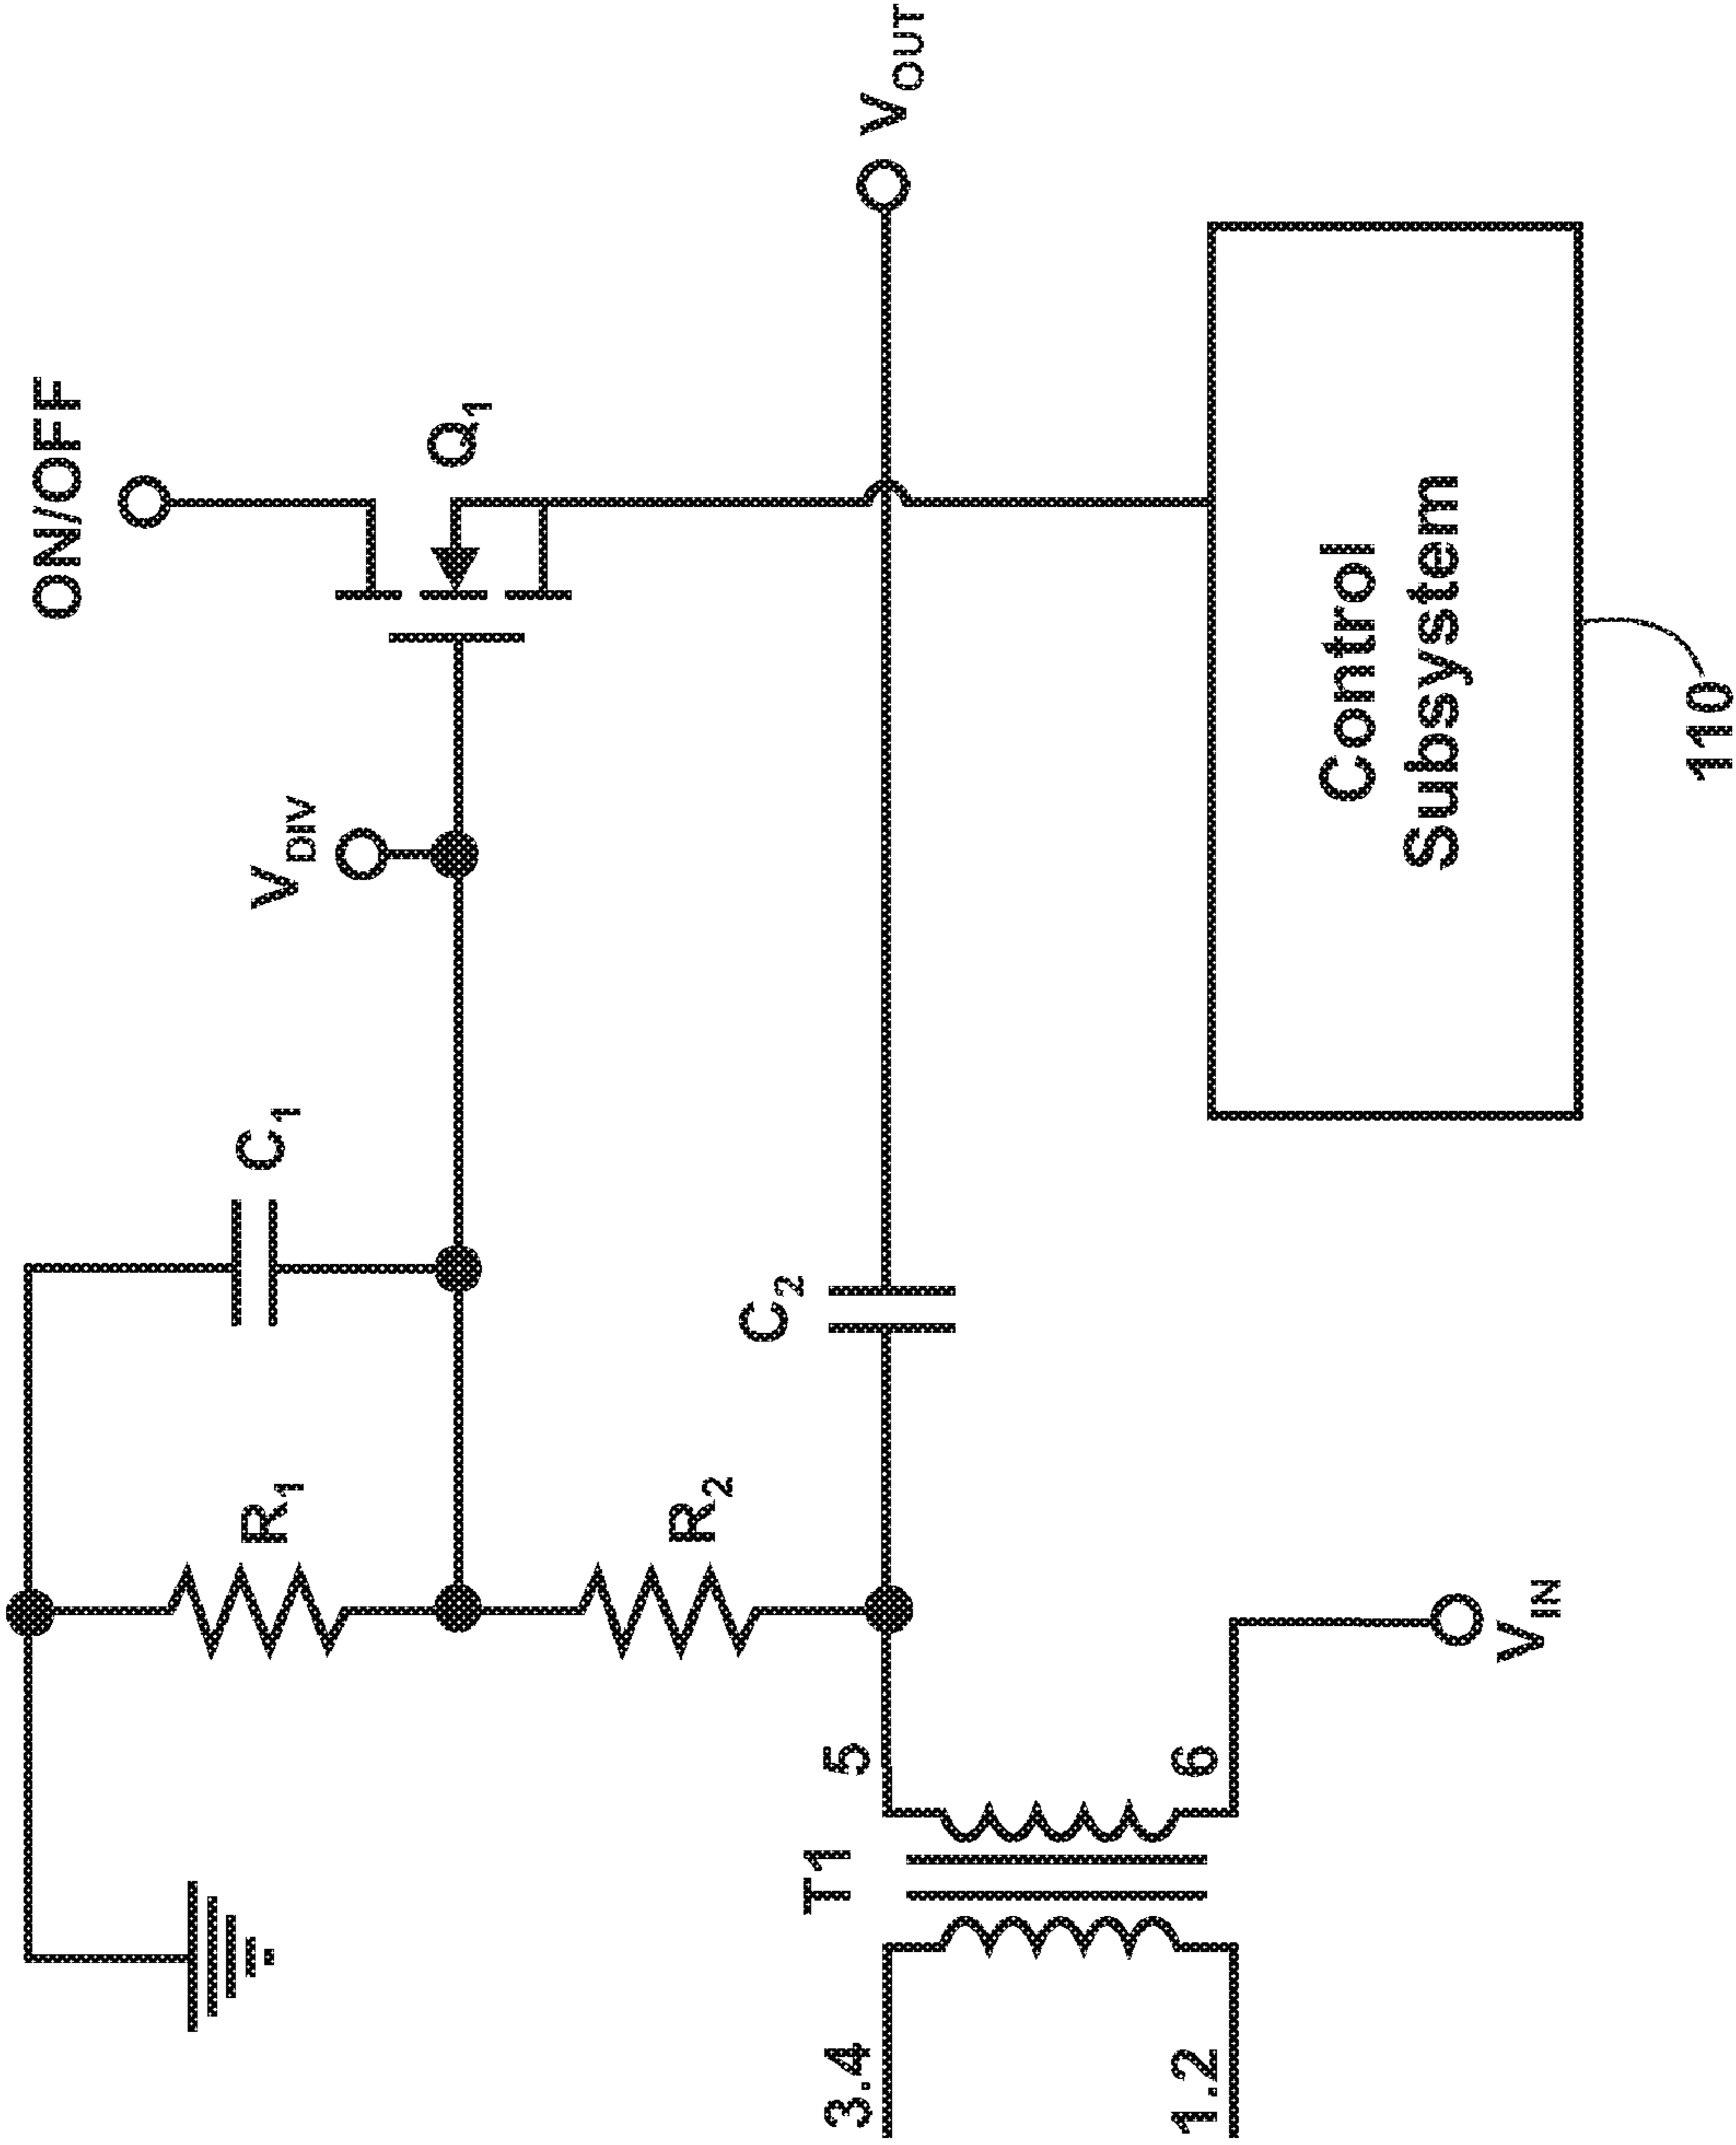 ON/OFF
Q1
VDIV
VOUT
C1
R1
C2
R2
Control
Subsystem
110
T1
5
6
3.4
1.2
VIN